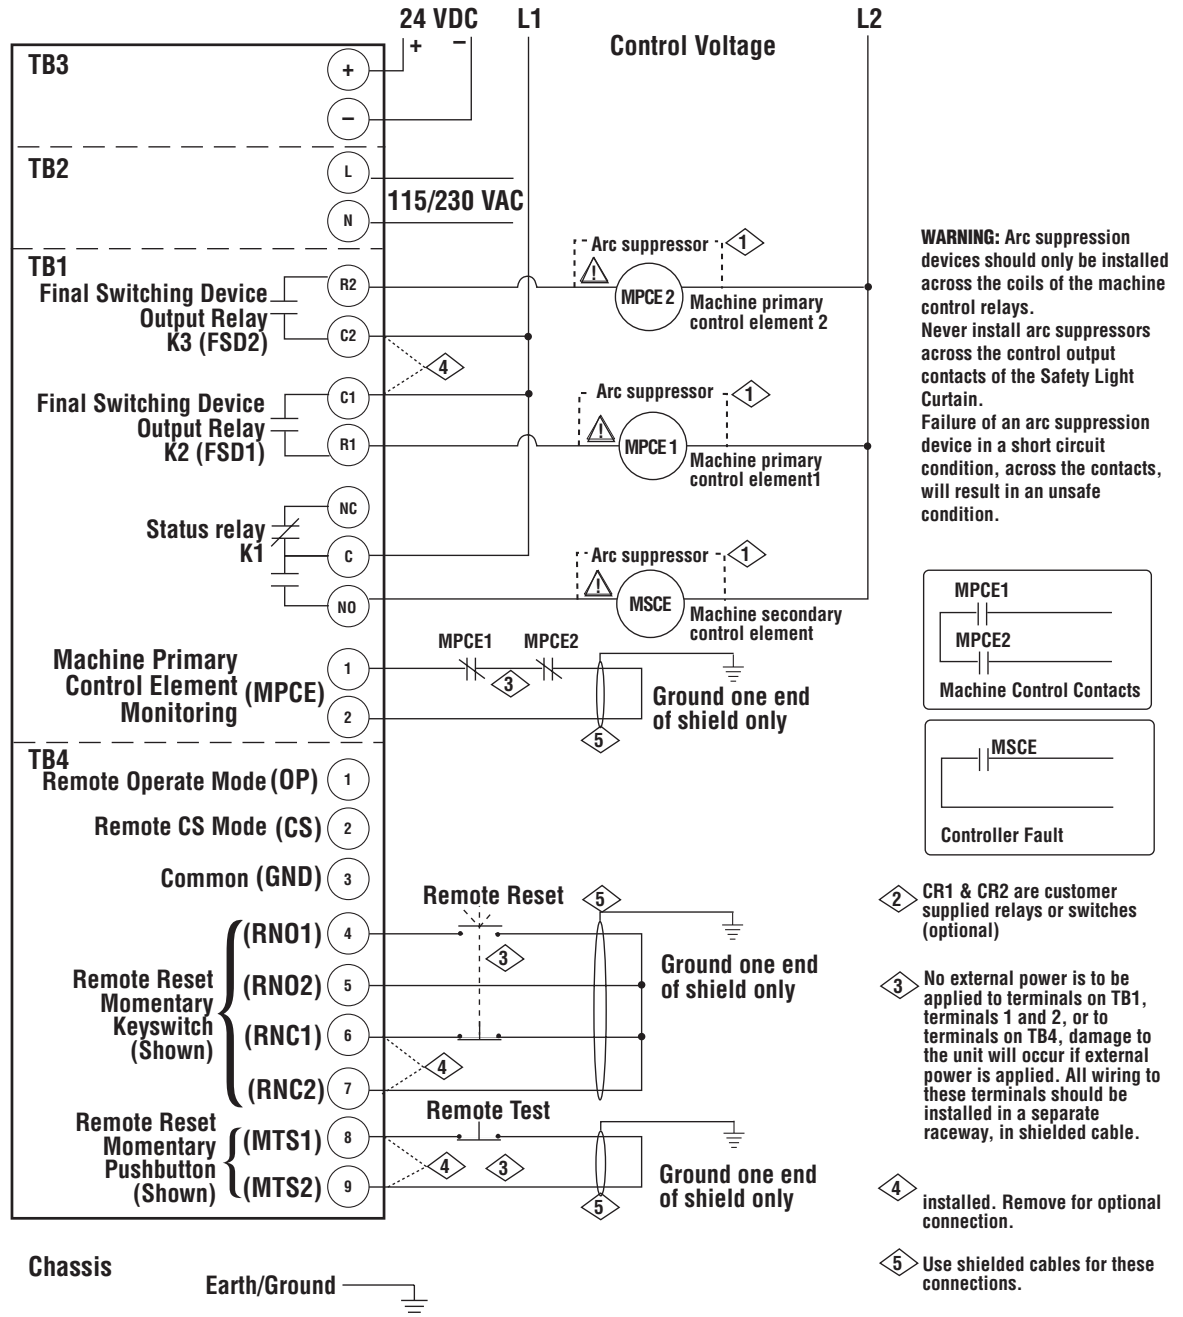 24 VDC
L1
L2
+
–
Control Voltage
TB3
+
–
TB2
L
115/230 VAC
N
TB1
Final Switching Device
Output Relay
K3 (FSD2)
R2
C2
4
Arc suppressor
1
MPCE 2
Machine primary
control element 2
Final Switching Device
Output Relay
K2 (FSD1)
C1
R1
Arc suppressor
1
MPCE 1
Machine primary
control element1
Status relay
K1
NC
C
NO
Arc suppressor
1
MSCE
Machine secondary
control element
Machine Primary
Control Element
Monitoring
(MPCE)
1
2
MPCE1
MPCE2
3
5
Ground one end
of shield only
TB4
Remote Operate Mode (OP)
1
Remote CS Mode (CS)
2
Common (GND)
3
Remote Reset
Momentary
Keyswitch
(Shown)
(RNO1)
4
(RNO2)
5
(RNC1)
6
(RNC2)
7
Remote Reset
3
4
5
Ground one end
of shield only
Remote Reset
Momentary
Pushbutton
(Shown)
(MTS1)
8
(MTS2)
9
Remote Test
4
3
5
Ground one end
of shield only
Chassis
Earth/Ground
WARNING: Arc suppression
devices should only be installed
across the coils of the machine
control relays.
Never install arc suppressors
across the control output
contacts of the Safety Light
Curtain.
Failure of an arc suppression
device in a short circuit
condition, across the contacts,
will result in an unsafe
condition.
MPCE1
MPCE2
Machine Control Contacts
MSCE
Controller Fault
2
CR1 & CR2 are customer
supplied relays or switches
(optional)
3
No external power is to be
applied to terminals on TB1,
terminals 1 and 2, or to
terminals on TB4, damage to
the unit will occur if external
power is applied. All wiring to
these terminals should be
installed in a separate
raceway, in shielded cable.
4
installed. Remove for optional
connection.
5
Use shielded cables for these
connections.